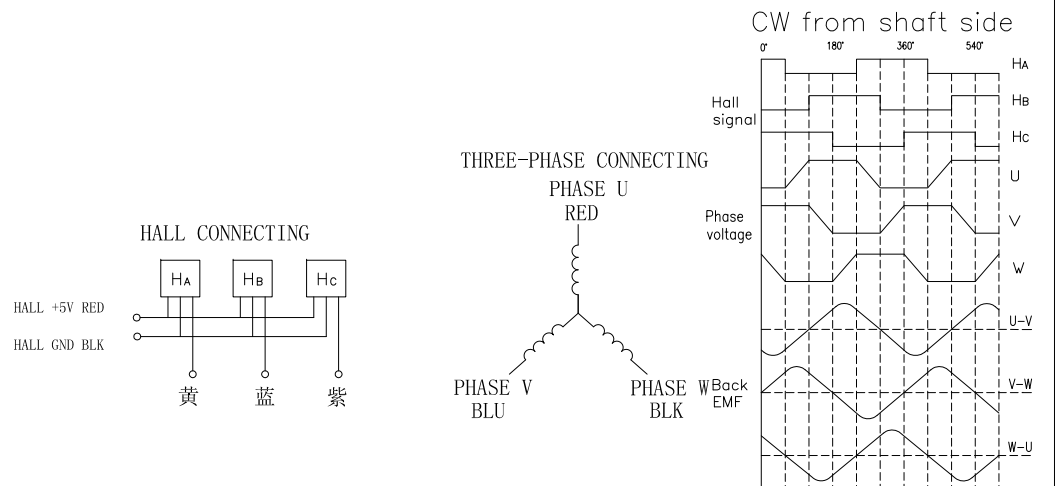 CW from shaft side
0° 180° 360° 540°
HA
HB
Hall
signal
HC
THREE-PHASE CONNECTING
PHASE U
RED
U
Phase
voltage
V
W
HALL CONNECTING
HA HB HC
HALL +5V RED
HALL GND BLK
黄 蓝 紫
PHASE V
BLU
PHASE W
BLK
Back
EMF
U-V
V-W
W-U